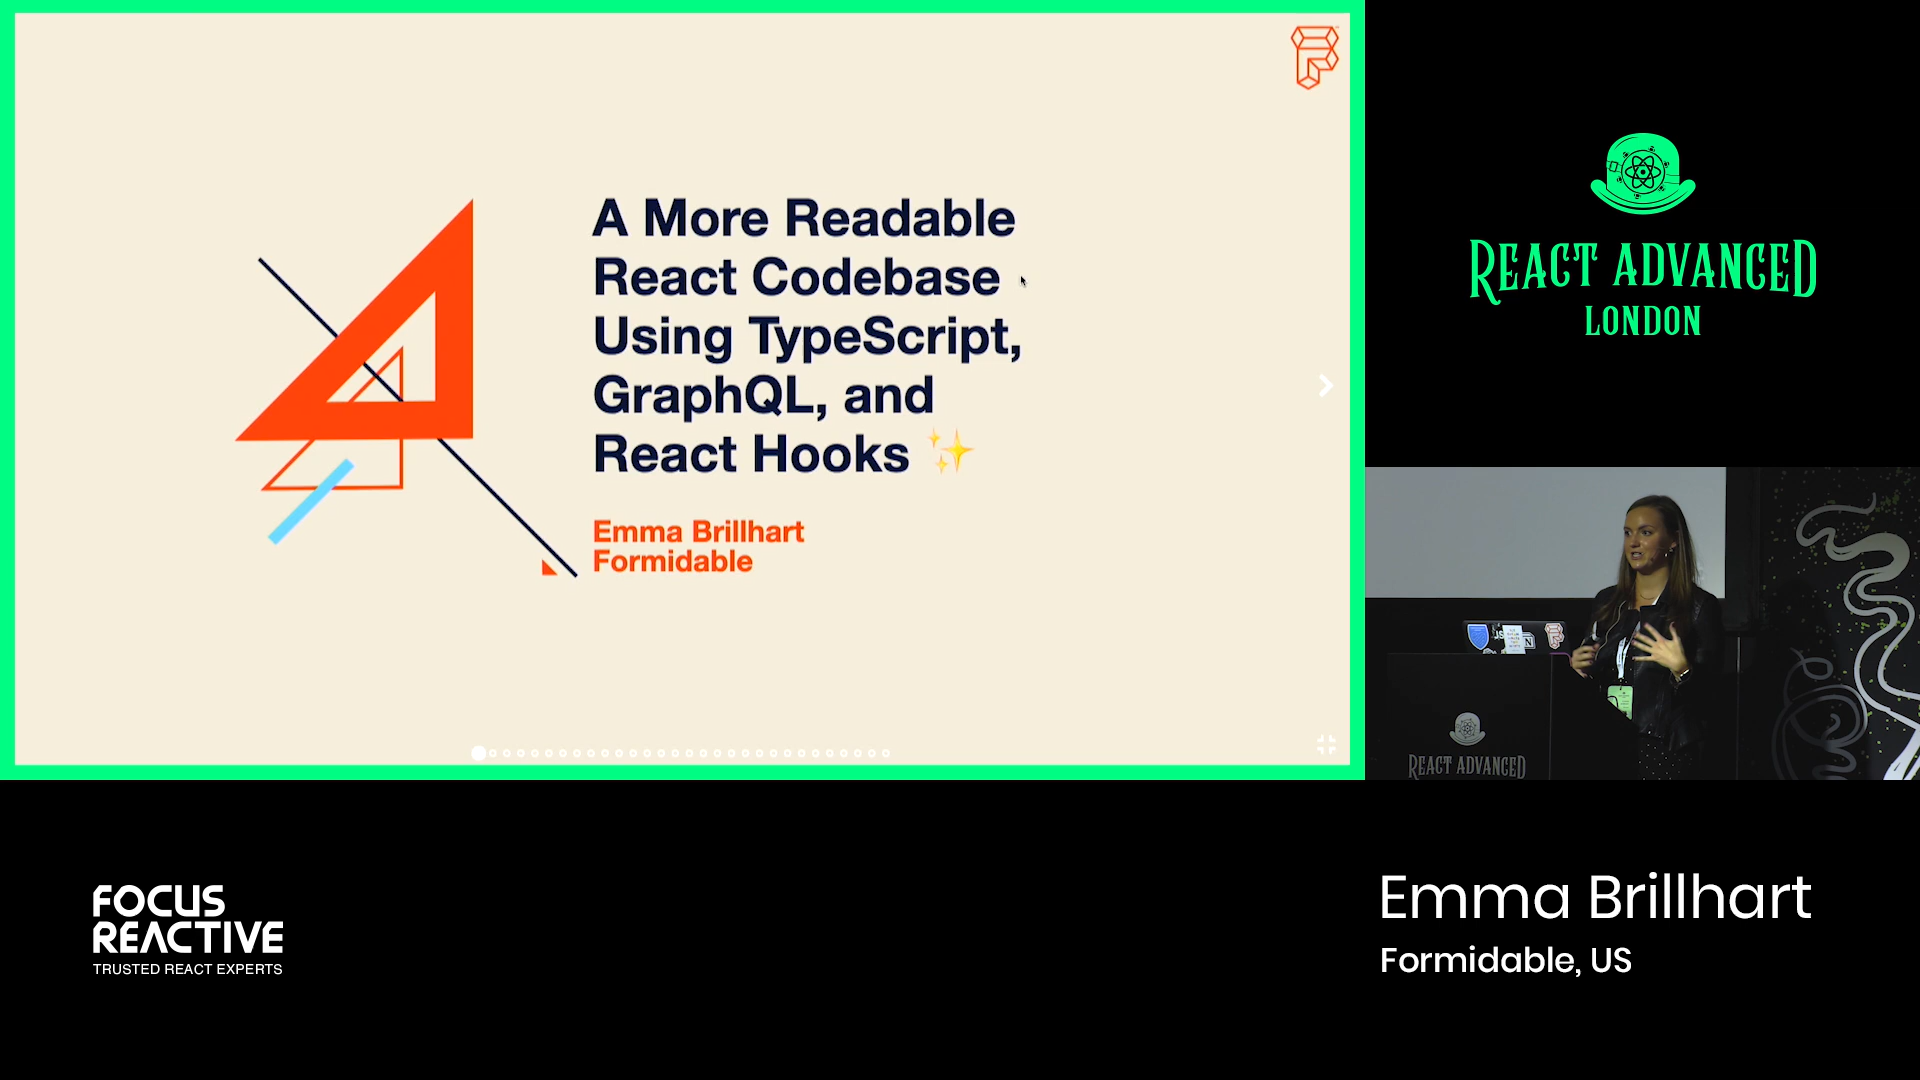 A More Readable
React Codebase
Using TypeScript,
GraphQL, and
React Hooks ✨
Emma Brillhart
Formidable
REACT ADVANCED
LONDON
REACT ADVANCED
FOCUS
REACTIVE
TRUSTED REACT EXPERTS
Emma Brillhart
Formidable, US